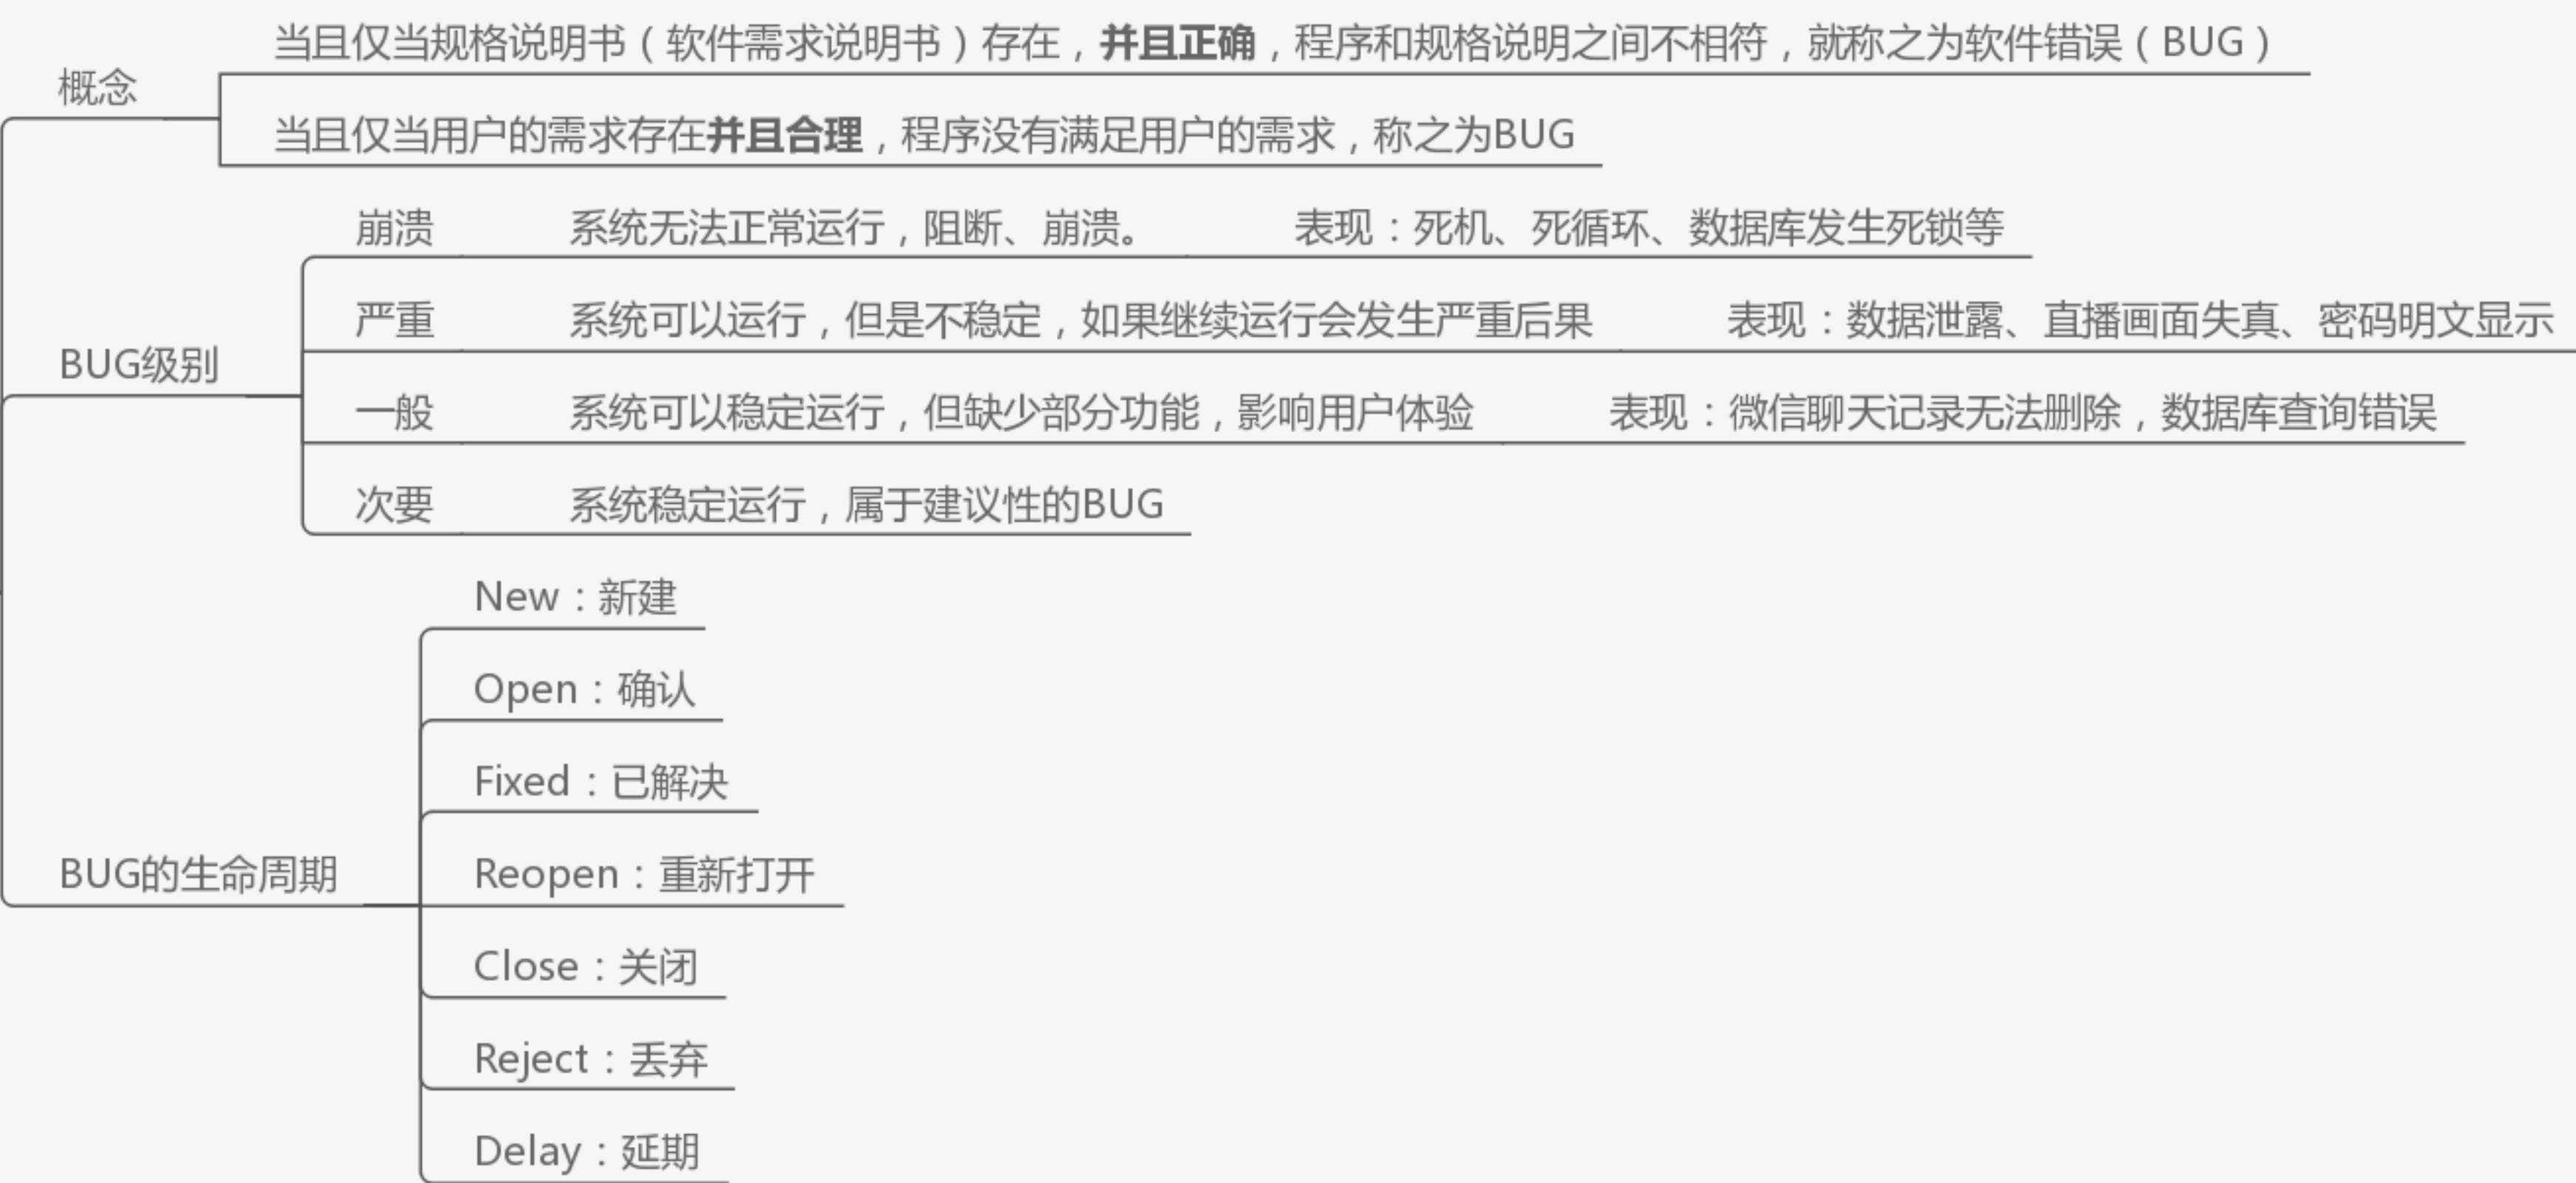 当且仅当规格说明书（软件需求说明书）存在，并且正确，程序和规格说明之间不相符，就称之为软件错误（BUG）
概念
当且仅当用户的需求存在并且合理，程序没有满足用户的需求，称之为BUG
崩溃 系统无法正常运行，阻断、崩溃。 表现：死机、死循环、数据库发生死锁等
严重 系统可以运行，但是不稳定，如果继续运行会发生严重后果 表现：数据泄露、直播画面失真、密码明文显示
BUG级别
一般 系统可以稳定运行，但缺少部分功能，影响用户体验 表现：微信聊天记录无法删除，数据库查询错误
次要 系统稳定运行，属于建议性的BUG
New：新建
Open：确认
Fixed：已解决
BUG的生命周期
Reopen：重新打开
Close：关闭
Reject：丢弃
Delay：延期